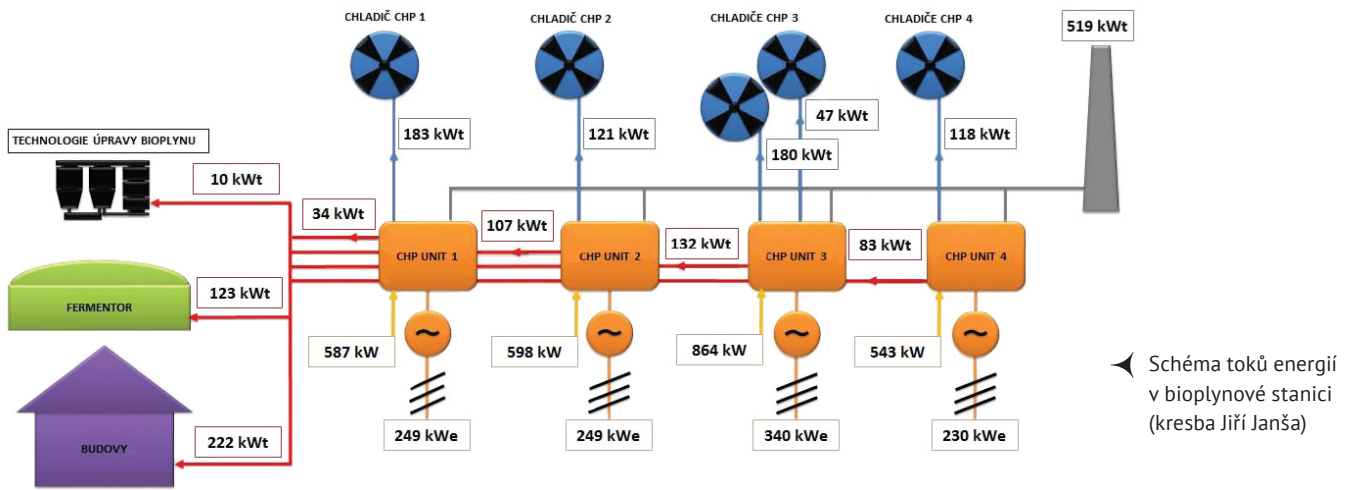 CHLADIČ CHP 1
CHLADIČ CHP 2
CHLADIČE CHP 3
CHLADIČE CHP 4
519 kWt
183 kWt
121 kWt
47 kWt
180 kWt
118 kWt
TECHNOLOGIE ÚPRAVY BIOPLYNU
10 kWt
34 kWt
107 kWt
132 kWt
83 kWt
CHP UNIT 1
CHP UNIT 2
CHP UNIT 3
CHP UNIT 4
FERMENTOR
123 kWt
587 kW
598 kW
864 kW
543 kW
~
~
~
~
BUDOVY
222 kWt
249 kWe
249 kWe
340 kWe
230 kWe
Schéma toků energií
v bioplynové stanici
(kresba Jiří Janša)